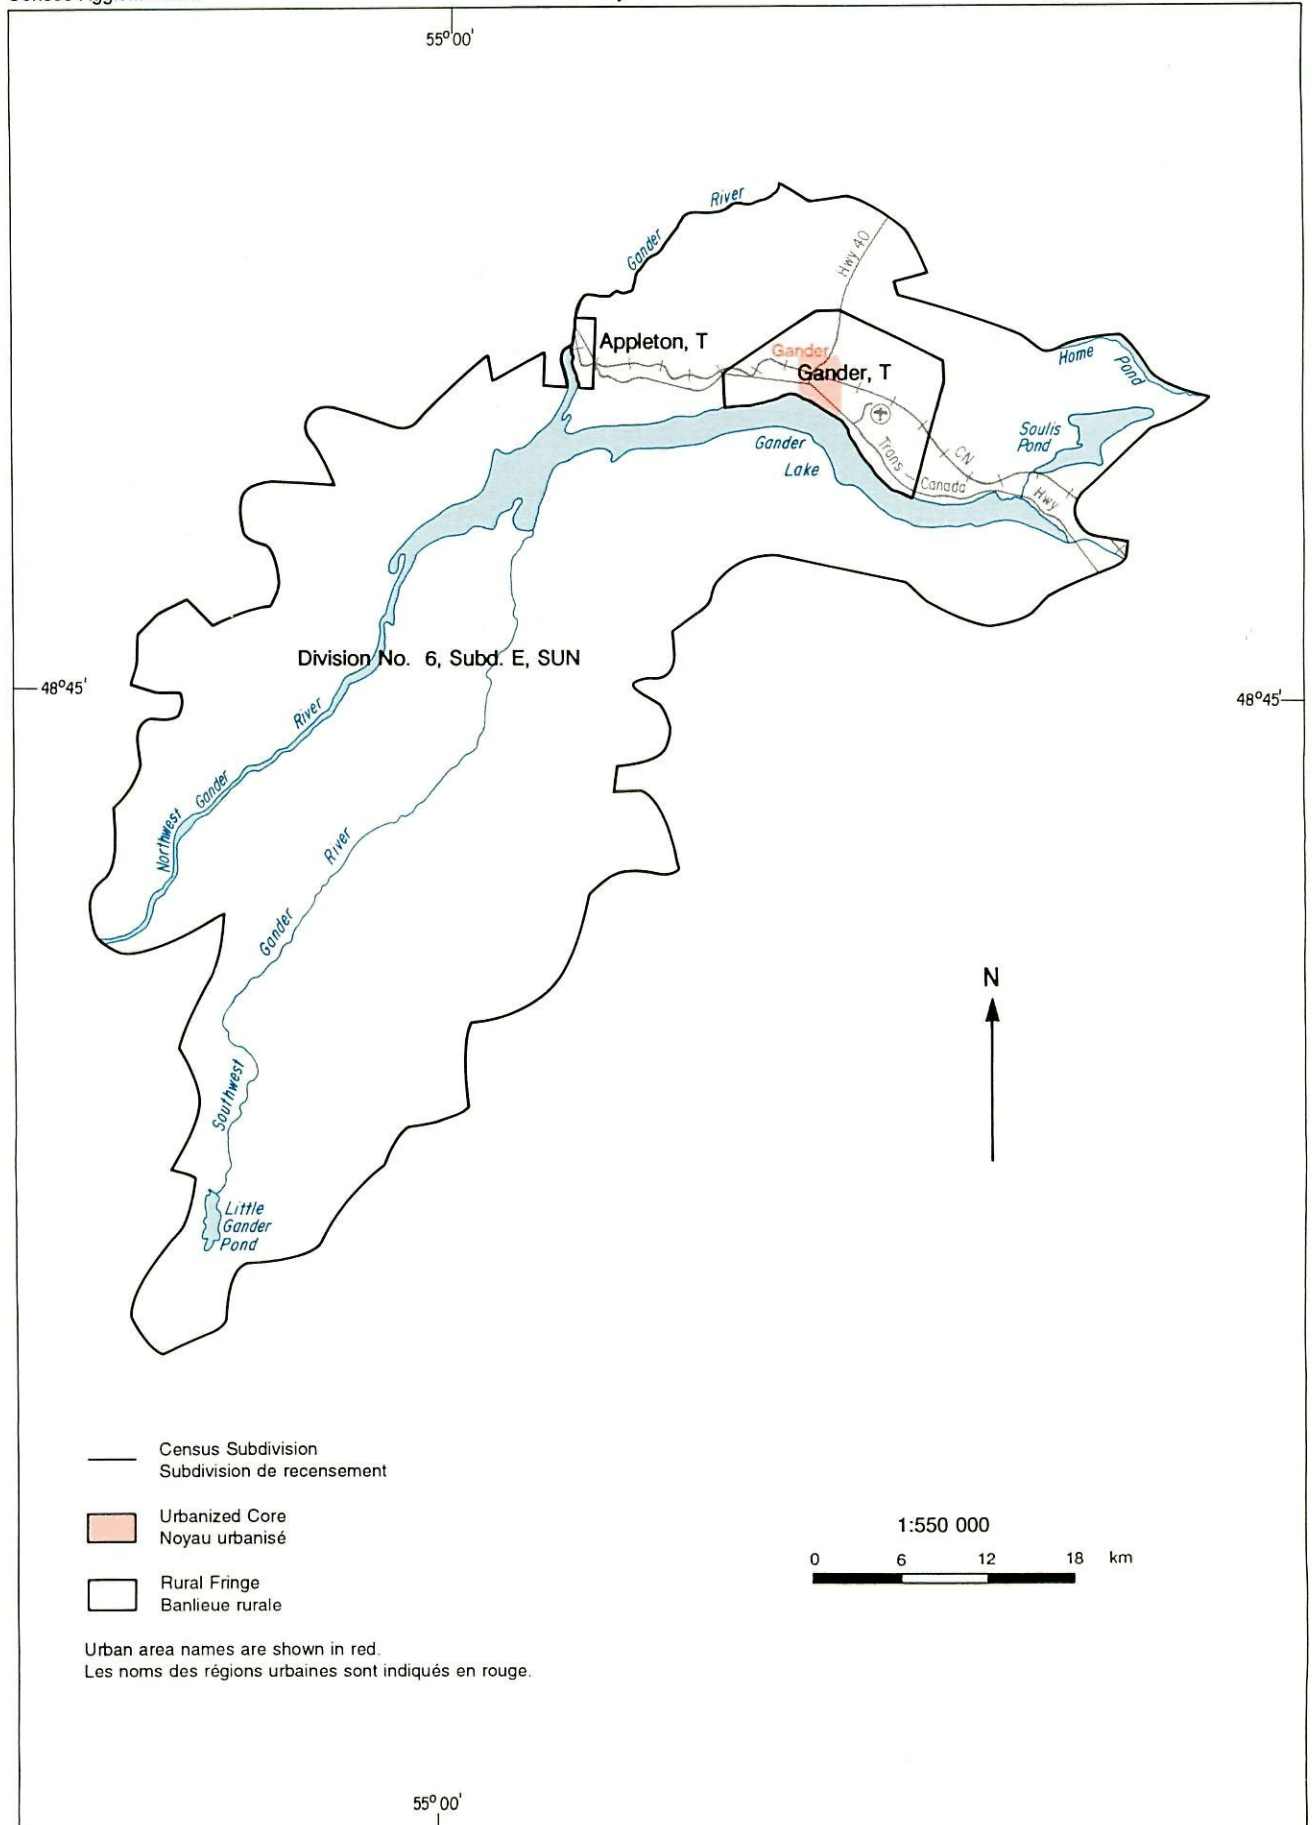 55°00'
River
Gander
Hwy 40
Appleton, T
Gander
Gander, T
Home
Pond
Soulis
Pond
Gander
Lake
Trans - Canada
Hwy
CN
Division No. 6, Subd. E, SUN
48°45'
48°45'
River
Gander
Northwest
River
Gander
Southwest
N
Little
Gander
Pond
Census Subdivision
Subdivision de recensement
Urbanized Core
Noyau urbanisé
Rural Fringe
Banlieue rurale
1:550 000
0 6 12 18 km
Urban area names are shown in red.
Les noms des régions urbaines sont indiqués en rouge.
55°00'